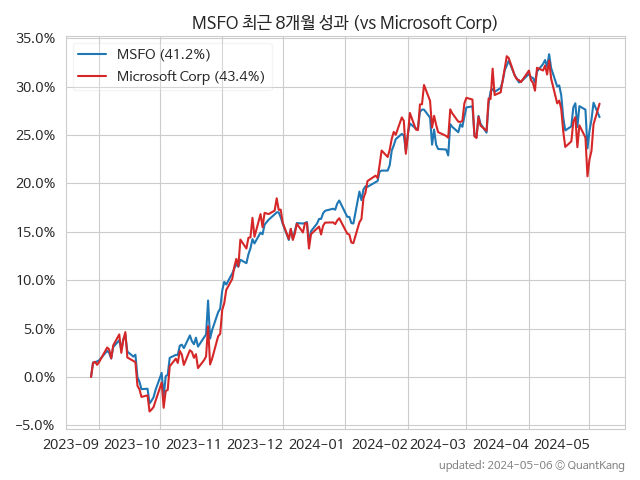 MSFO 최근 8개월 성과 (vs Microsoft Corp)
MSFO (41.2%)
Microsoft Corp (43.4%)
35.0%
30.0%
25.0%
20.0%
15.0%
10.0%
5.0%
0.0%
-5.0%
2023-09 2023-10 2023-11 2023-12 2024-01 2024-02 2024-03 2024-04 2024-05
updated: 2024-05-06 © QuantKang